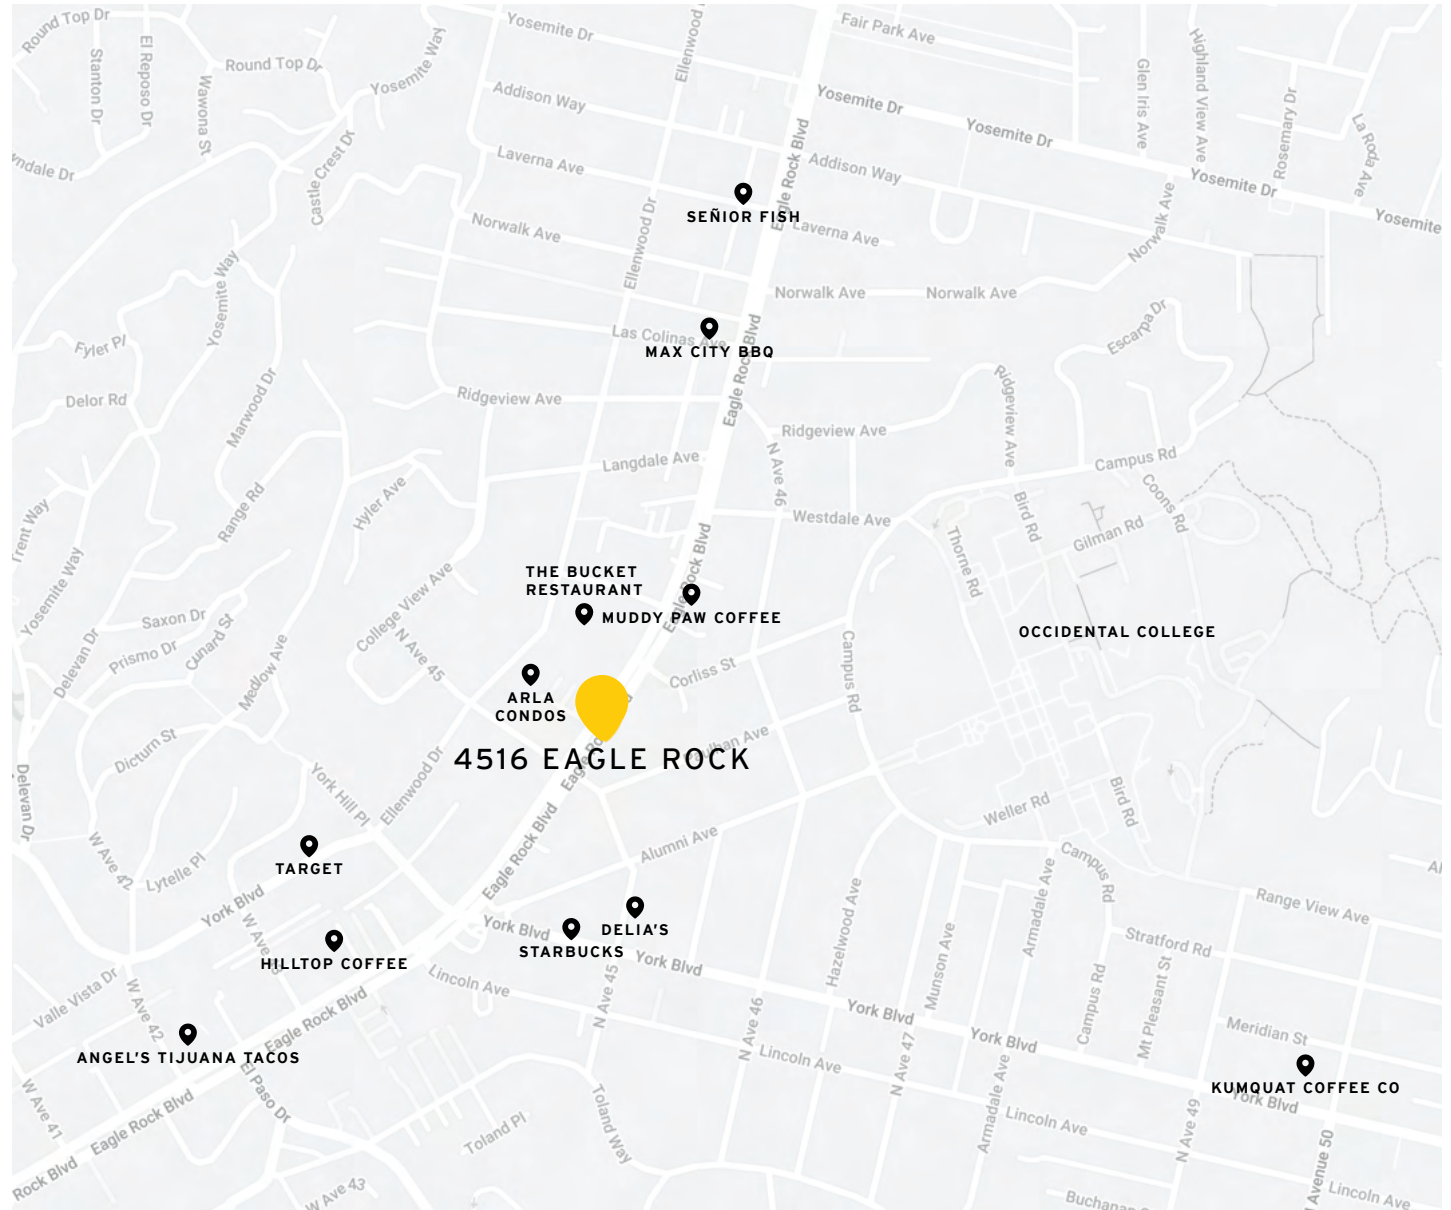 Round Top Dr
Stanton Dr
El Reposo Dr
Wawona St
Round Top Dr
Yosemite Way
Castle Crest Dr
Yosemite Dr
Ellenwood
Addison Way
Laverna Ave
Norwalk Ave
Ellenwood Dr
Fair Park Ave
Yosemite Dr
Yosemite Dr
Glen Iris Ave
Highland View Ave
Rosemary Dr
La Roda Ave
Yosemite Dr
Yosemite
Eagle Rock Blvd
Addison Way
SEÑIOR FISH
Laverna Ave
Norwalk Ave
Norwalk Ave
Norwalk Ave
Yosemite Way
Fyler Pl
Las Colinas Ave
MAX CITY BBQ
Eagle Rock Blvd
Escarpa Dr
Delor Rd
Marwood Dr
Ridgeview Ave
Ridgeview Ave
Ridgeview Ave
Langdale Ave
N Ave 46
Campus Rd
Coons Rd
Trent Way
Range Rd
Hyler Ave
Westdale Ave
Bird Rd
Gilman Rd
Thorne Rd
Eagle Rock Blvd
Yosemite Way
College View Ave
THE BUCKET
RESTAURANT
MUDDY PAW COFFEE
OCCIDENTAL COLLEGE
Saxon Dr
Prismo Dr
Cunard St
Delevan Dr
Medlow Ave
N Ave 45
Corliss St
Campus Rd
ARLA
CONDOS
4516 EAGLE ROCK
Dicturn St
Delevan Dr
York Hill Pl
Ellenwood Dr
Weller Rd
Bird Rd
W Ave 42
Lytelle Pl
TARGET
Eagle Rock Blvd
Alumni Ave
Campus Rd
Armadale Ave
Hazelwood Ave
Range View Ave
York Blvd
York Blvd
STARBUCKS
DELIA'S
York Blvd
Munson Ave
Stratford Rd
HILLTOP COFFEE
Valle Vista Dr
W Ave 42
Lincoln Ave
N Ave 45
N Ave 46
York Blvd
York Blvd
Campus Rd
Mt Pleasant St
Meridian St
Eagle Rock Blvd
ANGEL'S TIJUANA TACOS
El Paso Dr
Lincoln Ave
N Ave 47
Armadale Ave
KUMQUAT COFFEE CO
York Blvd
W Ave 41
Eagle Rock Blvd
Toland Pl
Toland Way
Lincoln Ave
N Ave 49
Avenue 50
Rock Blvd
W Ave 43
Lincoln Ave